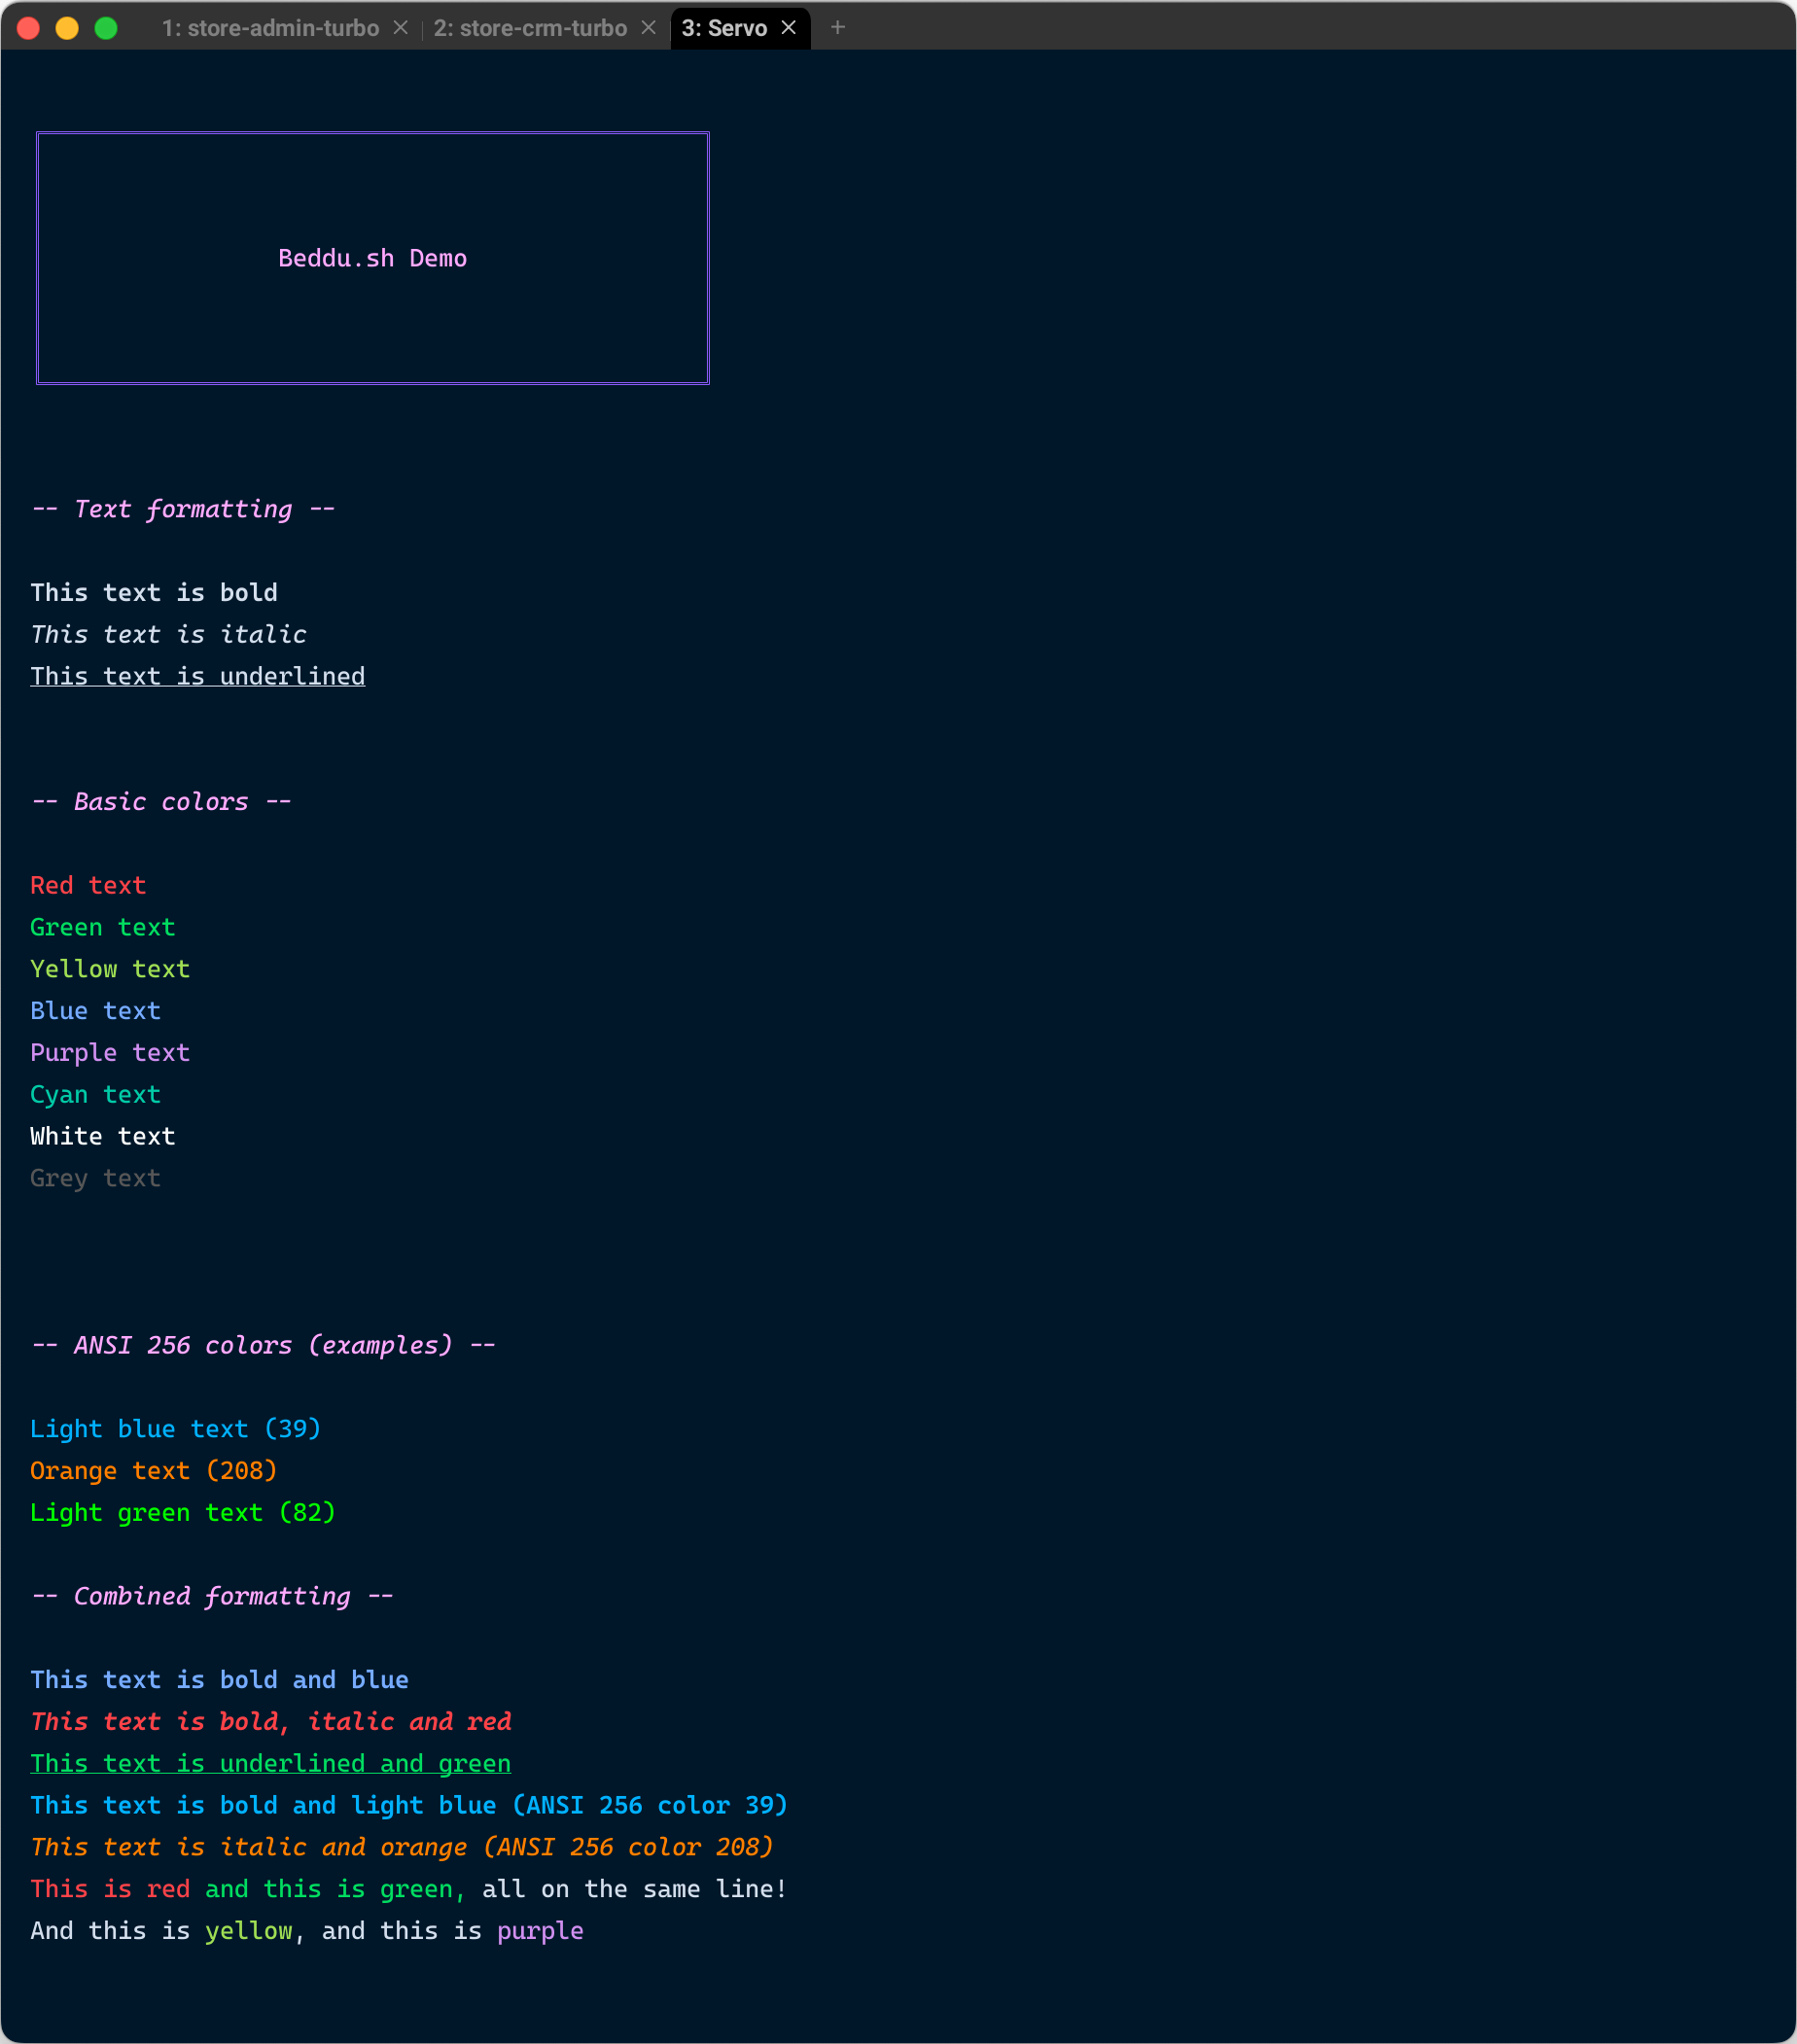 1: store-admin-turbo × 2: store-crm-turbo × 3: Servo × +
Beddu.sh Demo
-- Text formatting --
This text is bold
This text is italic
This text is underlined
-- Basic colors --
Red text
Green text
Yellow text
Blue text
Purple text
Cyan text
White text
Grey text
-- ANSI 256 colors (examples) --
Light blue text (39)
Orange text (208)
Light green text (82)
-- Combined formatting --
This text is bold and blue
This text is bold, italic and red
This text is underlined and green
This text is bold and light blue (ANSI 256 color 39)
This text is italic and orange (ANSI 256 color 208)
This is red and this is green, all on the same line!
And this is yellow, and this is purple